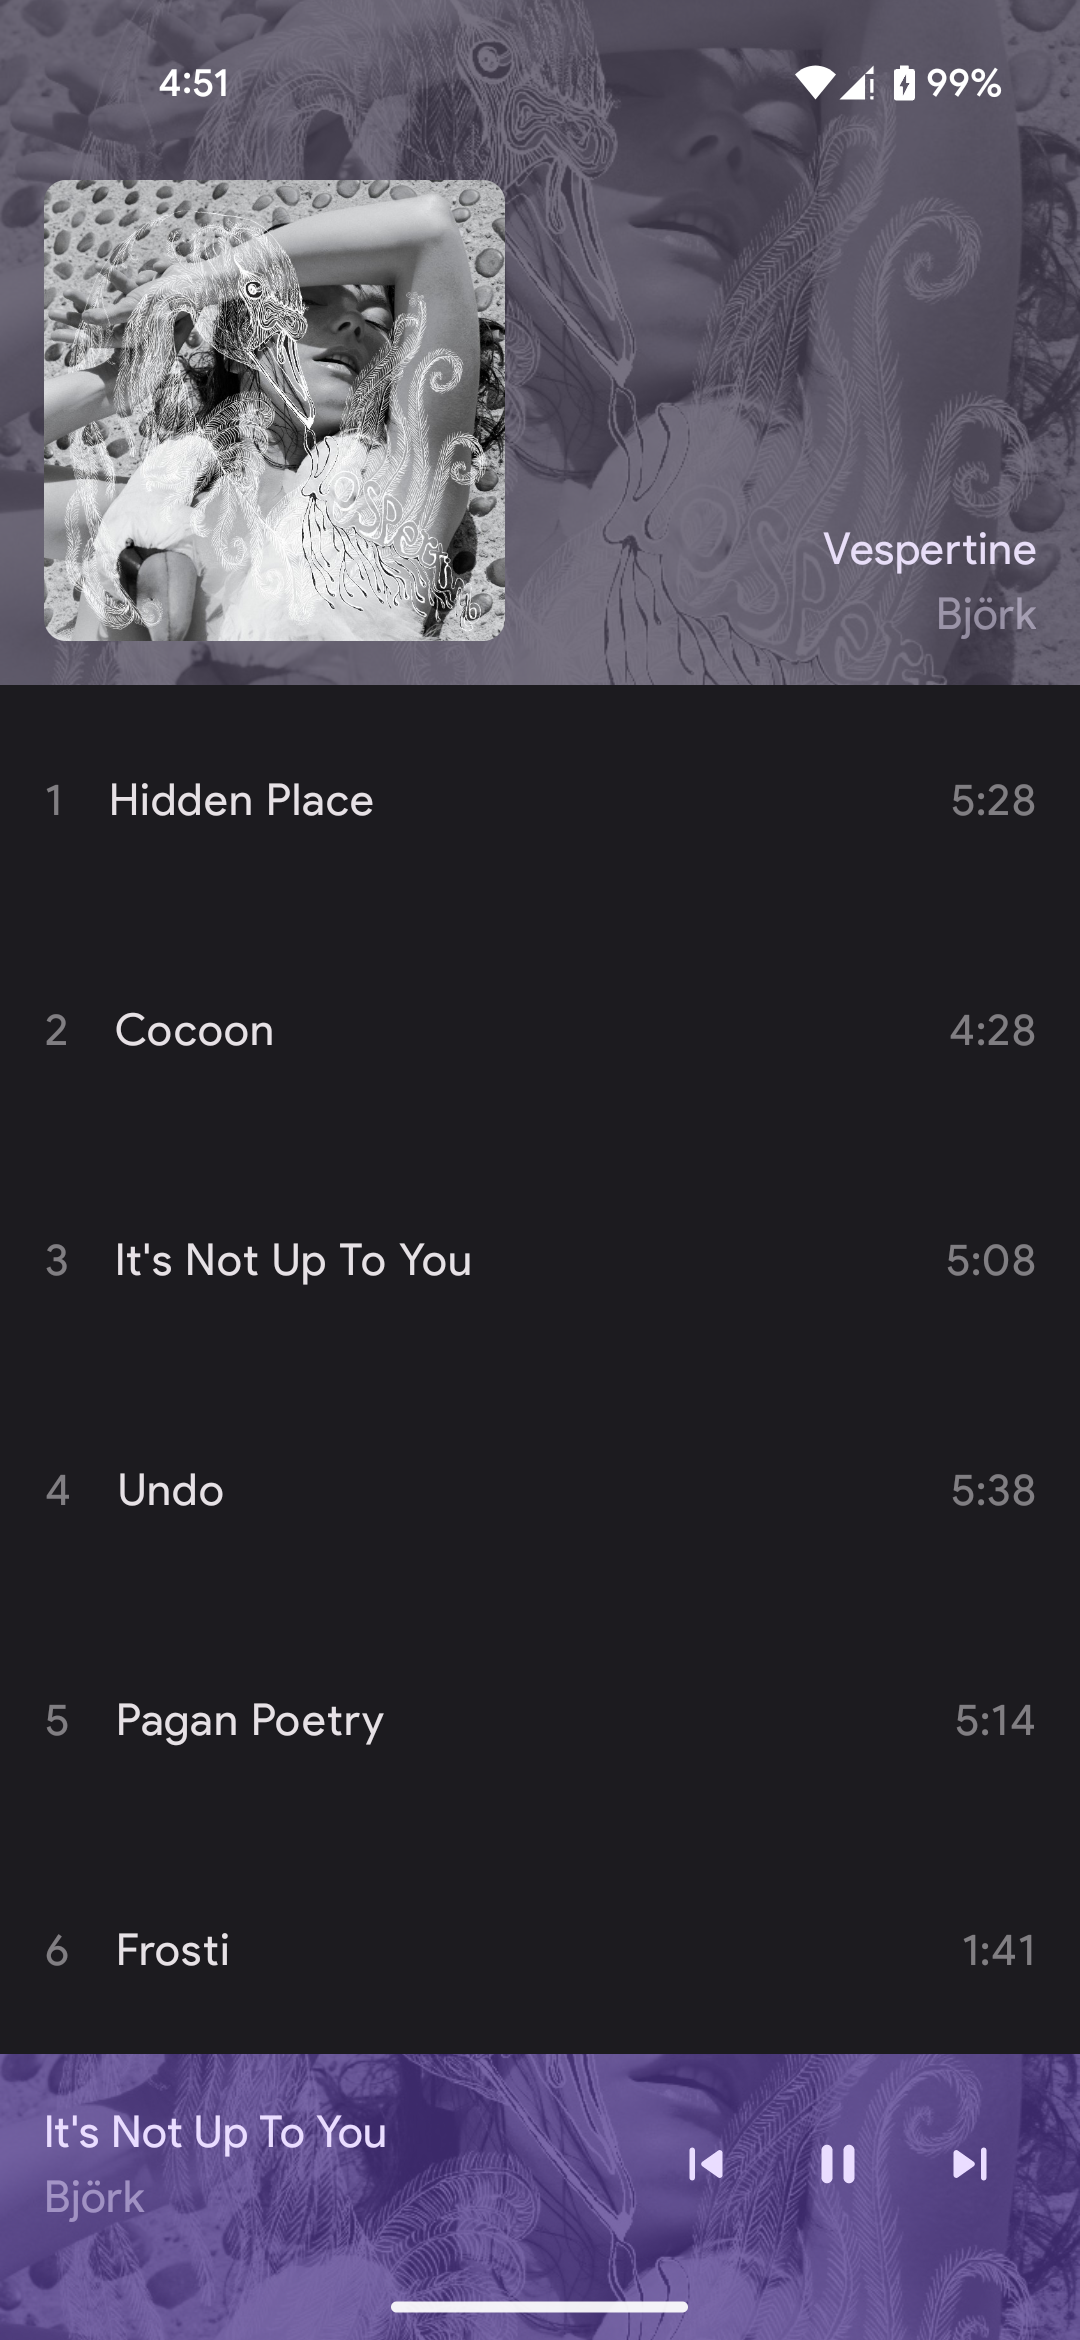 4:51
99%
Vespertine
Björk
1 Hidden Place 5:28
2 Cocoon 4:28
3 It's Not Up To You 5:08
4 Undo 5:38
5 Pagan Poetry 5:14
6 Frosti 1:41
It's Not Up To You
Björk